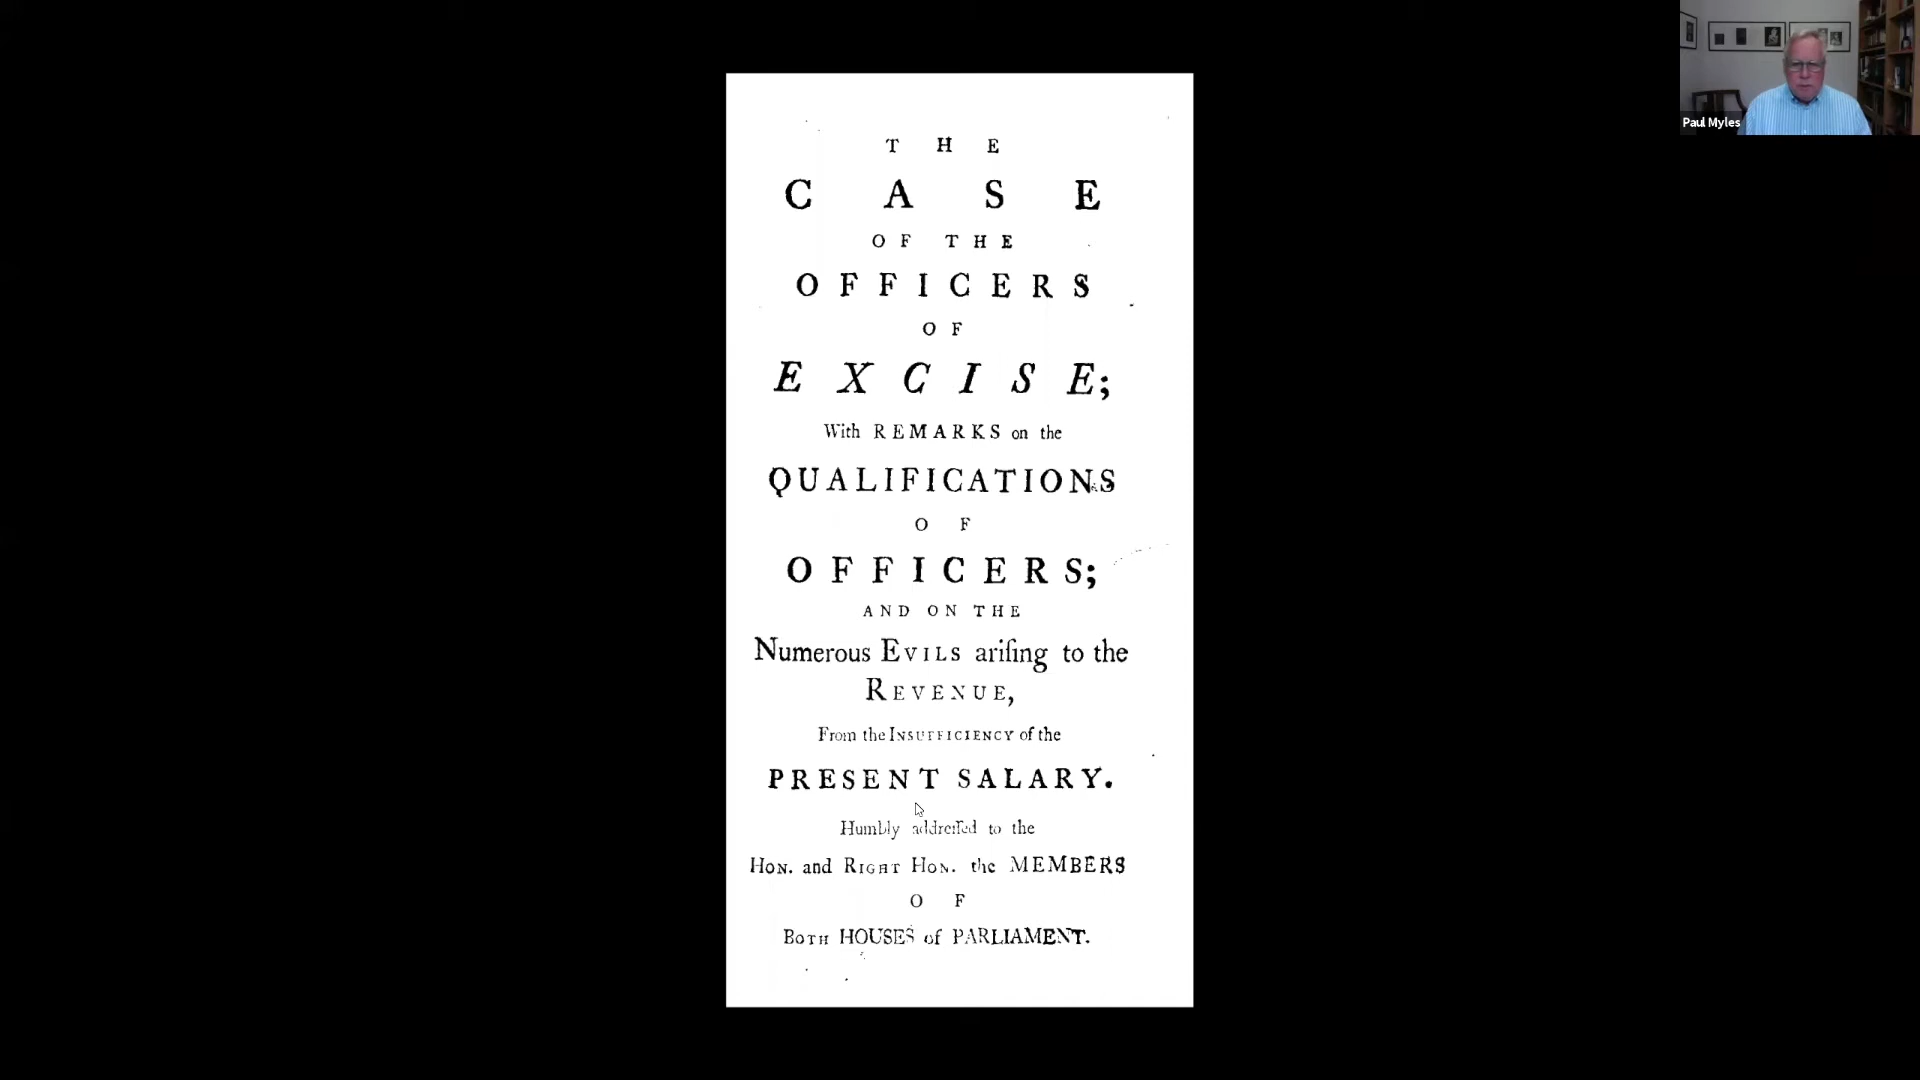 THE
CASE
OF THE
OFFICERS
OF
EXCISE;
With REMARKS on the
QUALIFICATIONS
OF
OFFICERS;
AND ON THE
Numerous EVILS ariſing to the
REVENUE,
From the INSUFFICIENCY of the
PRESENT SALARY.
Humbly addreſſed to the
HON. and RIGHT HON. the MEMBERS
OF
BOTH HOUSES of PARLIAMENT.
Paul Myles